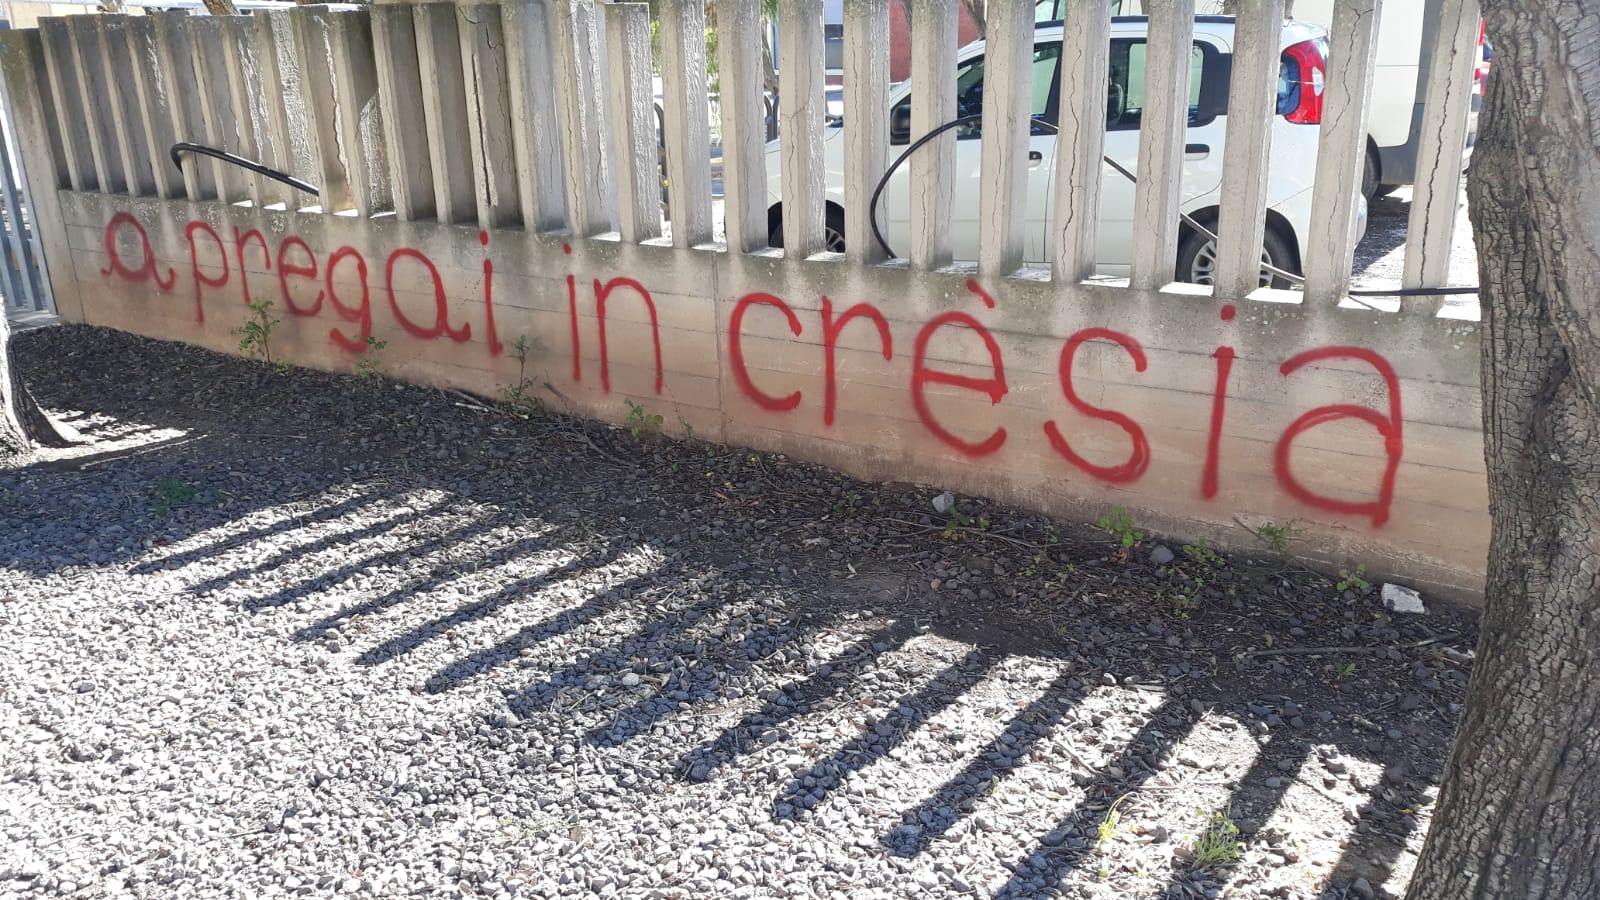 a pregai in crèsia